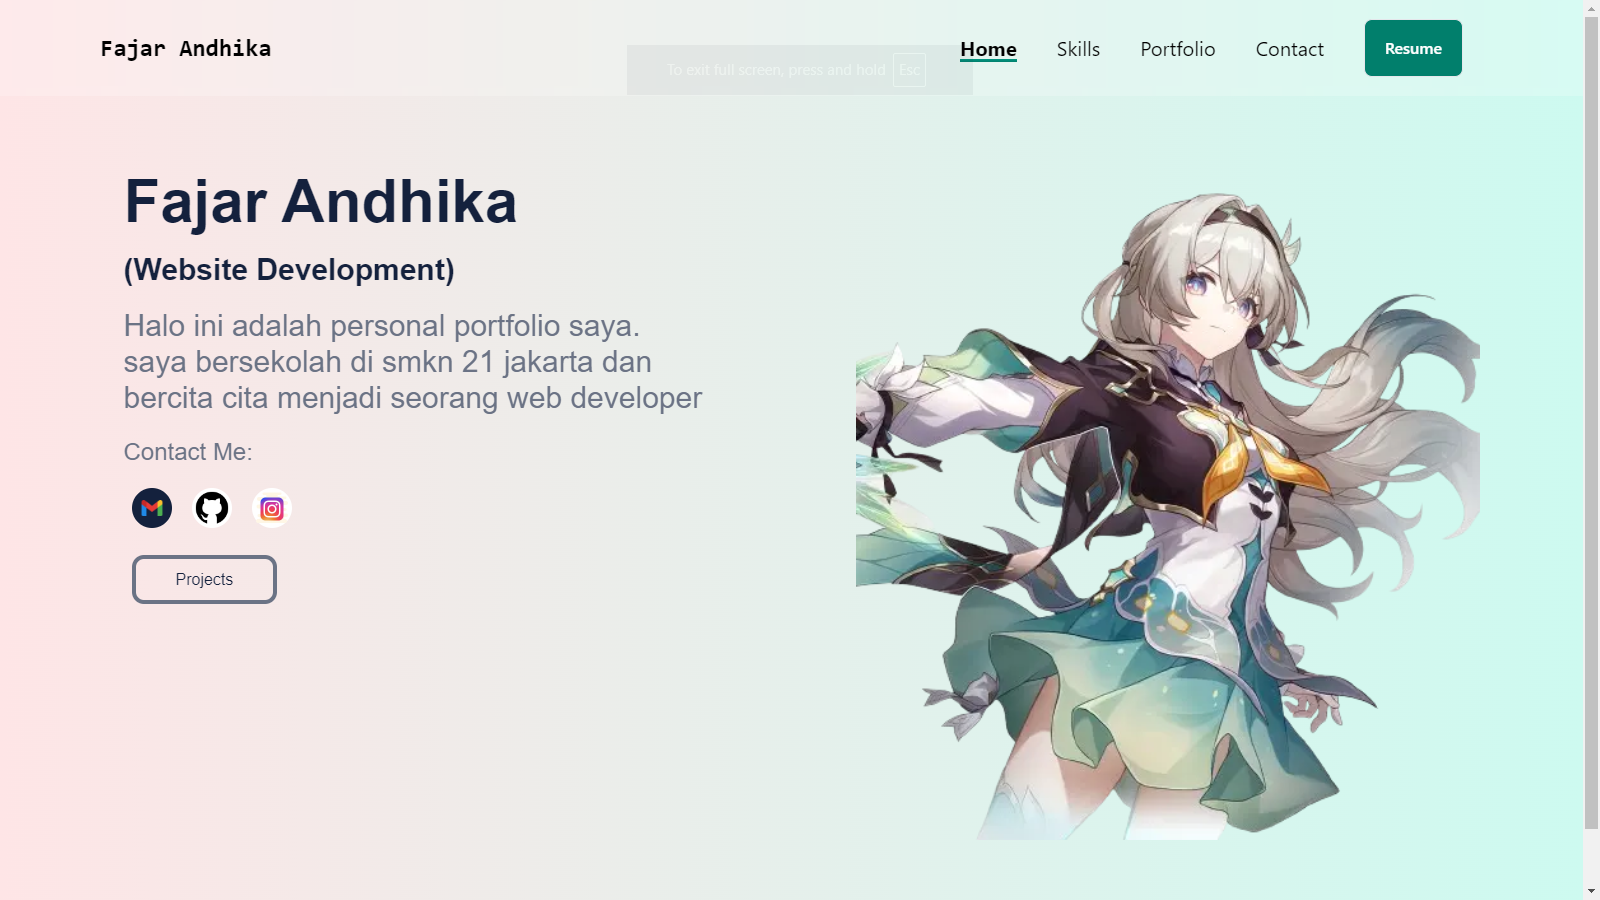 Fajar Andhika
Home Skills Portfolio Contact Resume
To exit full screen, press and hold Esc
Fajar Andhika
(Website Development)
Halo ini adalah personal portfolio saya.
saya bersekolah di smkn 21 jakarta dan
bercita cita menjadi seorang web developer
Contact Me:
Projects